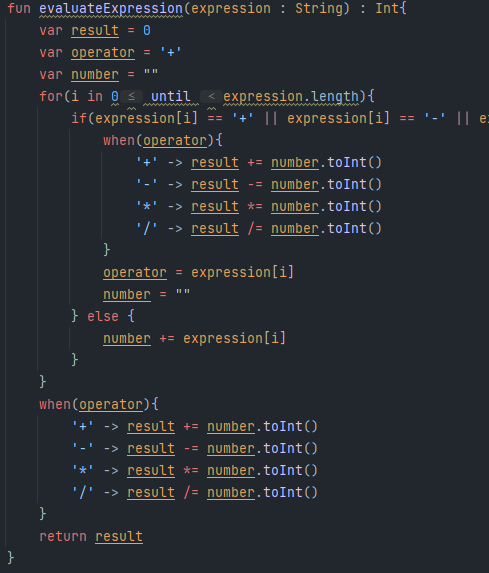 fun evaluateExpression(expression : String) : Int{
    var result = 0
    var operator = '+'
    var number = ""
    for(i in 0 ≤ until < expression.length){
        if(expression[i] == '+' || expression[i] == '-' || e
            when(operator){
                '+' -> result += number.toInt()
                '-' -> result -= number.toInt()
                '*' -> result *= number.toInt()
                '/' -> result /= number.toInt()
            }
            operator = expression[i]
            number = ""
        } else {
            number += expression[i]
        }
    }
    when(operator){
        '+' -> result += number.toInt()
        '-' -> result -= number.toInt()
        '*' -> result *= number.toInt()
        '/' -> result /= number.toInt()
    }
    return result
}